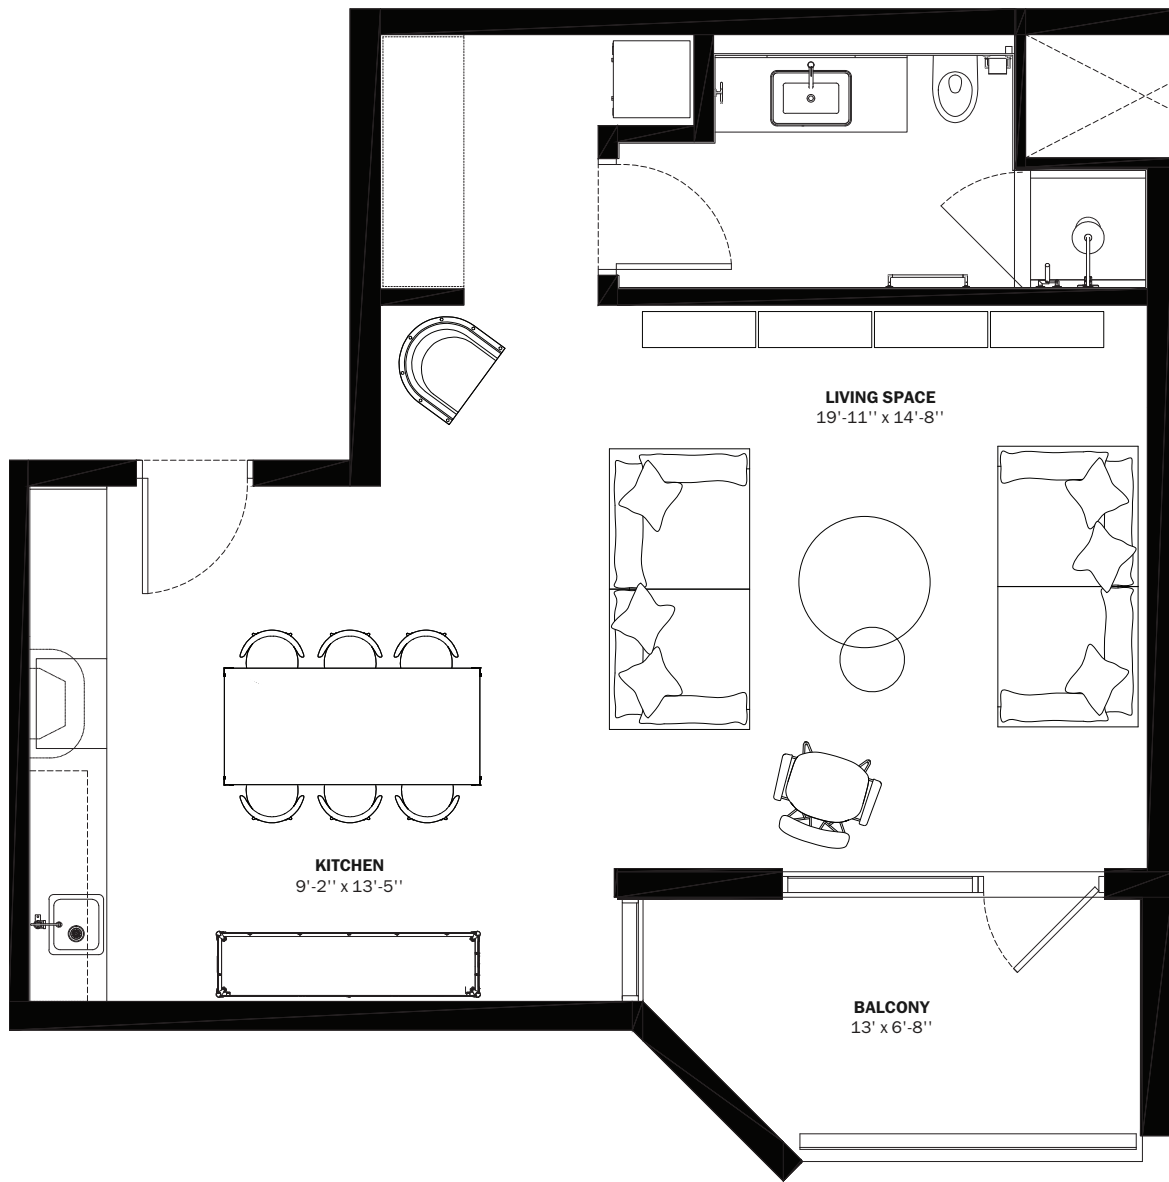 LIVING SPACE
19'-11'' x 14'-8''
KITCHEN
9'-2'' x 13'-5''
BALCONY
13' x 6'-8''